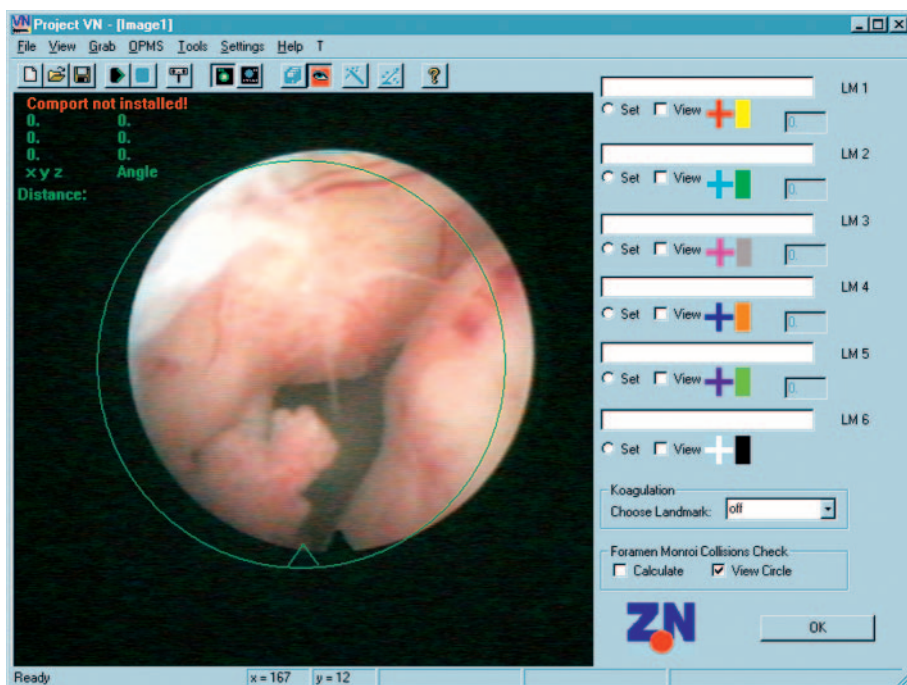 Project VN - [Image1]
File View Grab OPMS Tools Settings Help T
Comport not installed!
0. 0.
0. 0.
0. 0.
x y z Angle
Distance:
LM 1
Set View 0.
LM 2
Set View 0.
LM 3
Set View 0.
LM 4
Set View 0.
LM 5
Set View 0.
LM 6
Set View
Koagulation
Choose Landmark: off
Foramen Monroi Collisions Check
Calculate View Circle
ZN
OK
Ready x = 167 y = 12